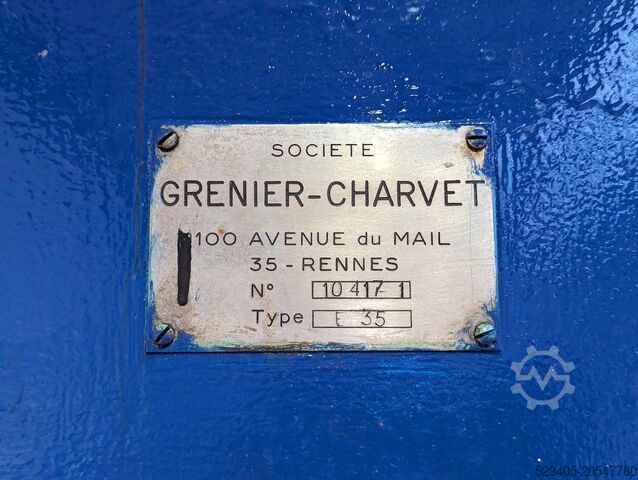 SOCIETE
GRENIER-CHARVET
100 AVENUE du MAIL
35 - RENNES
N° 10 417 1
Type E 35
529405-20547780